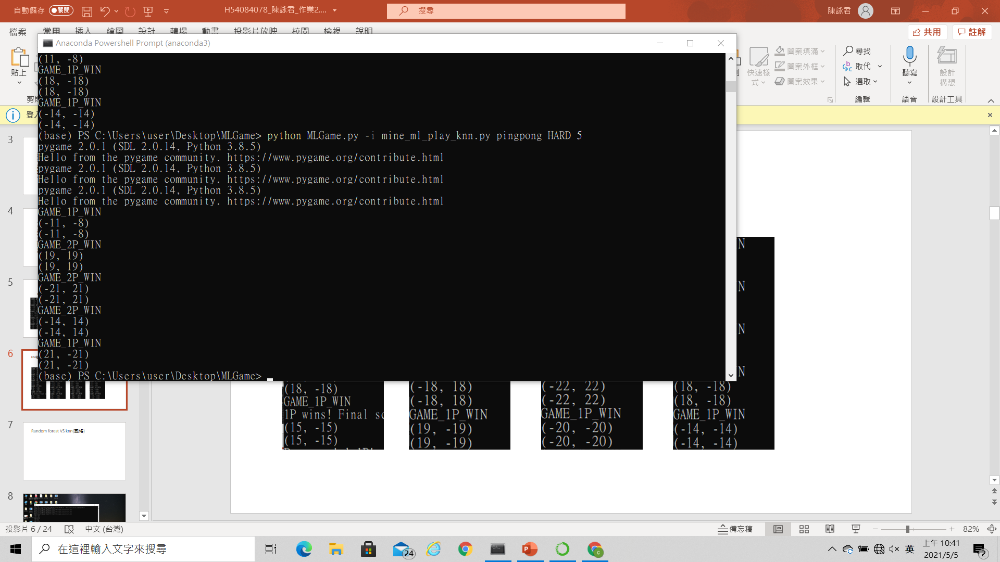 自動儲存 關閉
H54084078_陳詠君_作業2....
搜尋
陳詠君
檔案 常用 插入 繪圖 設計 轉場 動畫 投影片放映 校閱 檢視 說明
共用 註解
Anaconda Powershell Prompt (anaconda3)
貼上
快速樣
式
圖案填滿
圖案外框
圖案效果
尋找
取代
選取
編輯
聽寫
語音
設計
構想
設計工具
(11, -8)
GAME_1P_WIN
(18, -18)
(18, -18)
GAME_1P_WIN
(-14, -14)
(-14, -14)
(base) PS C:\Users\user\Desktop\MLGame> python MLGame.py -i mine_ml_play_knn.py pingpong HARD 5
pygame 2.0.1 (SDL 2.0.14, Python 3.8.5)
Hello from the pygame community. https://www.pygame.org/contribute.html
pygame 2.0.1 (SDL 2.0.14, Python 3.8.5)
Hello from the pygame community. https://www.pygame.org/contribute.html
pygame 2.0.1 (SDL 2.0.14, Python 3.8.5)
Hello from the pygame community. https://www.pygame.org/contribute.html
GAME_1P_WIN
(-11, -8)
(-11, -8)
GAME_2P_WIN
(19, 19)
(19, 19)
GAME_2P_WIN
(-21, 21)
(-21, 21)
GAME_2P_WIN
(-14, 14)
(-14, 14)
GAME_1P_WIN
(21, -21)
(21, -21)
(base) PS C:\Users\user\Desktop\MLGame>
3
4
5
6
7
Random forest VS knn(表格)
8
N
N
N
N
(18, -18)
GAME_1P_WIN
1P wins! Final sc
(15, -15)
(15, -15)
(-18, 18)
(-18, 18)
GAME_1P_WIN
(19, -19)
(19, -19)
(-22, 22)
(-22, 22)
GAME_1P_WIN
(-20, -20)
(-20, -20)
(18, -18)
(18, -18)
GAME_1P_WIN
(-14, -14)
(-14, -14)
投影片 6 / 24 中文 (台灣)
備忘稿
82%
在這裡輸入文字來搜尋
24
英
上午 10:41
2021/5/5
2